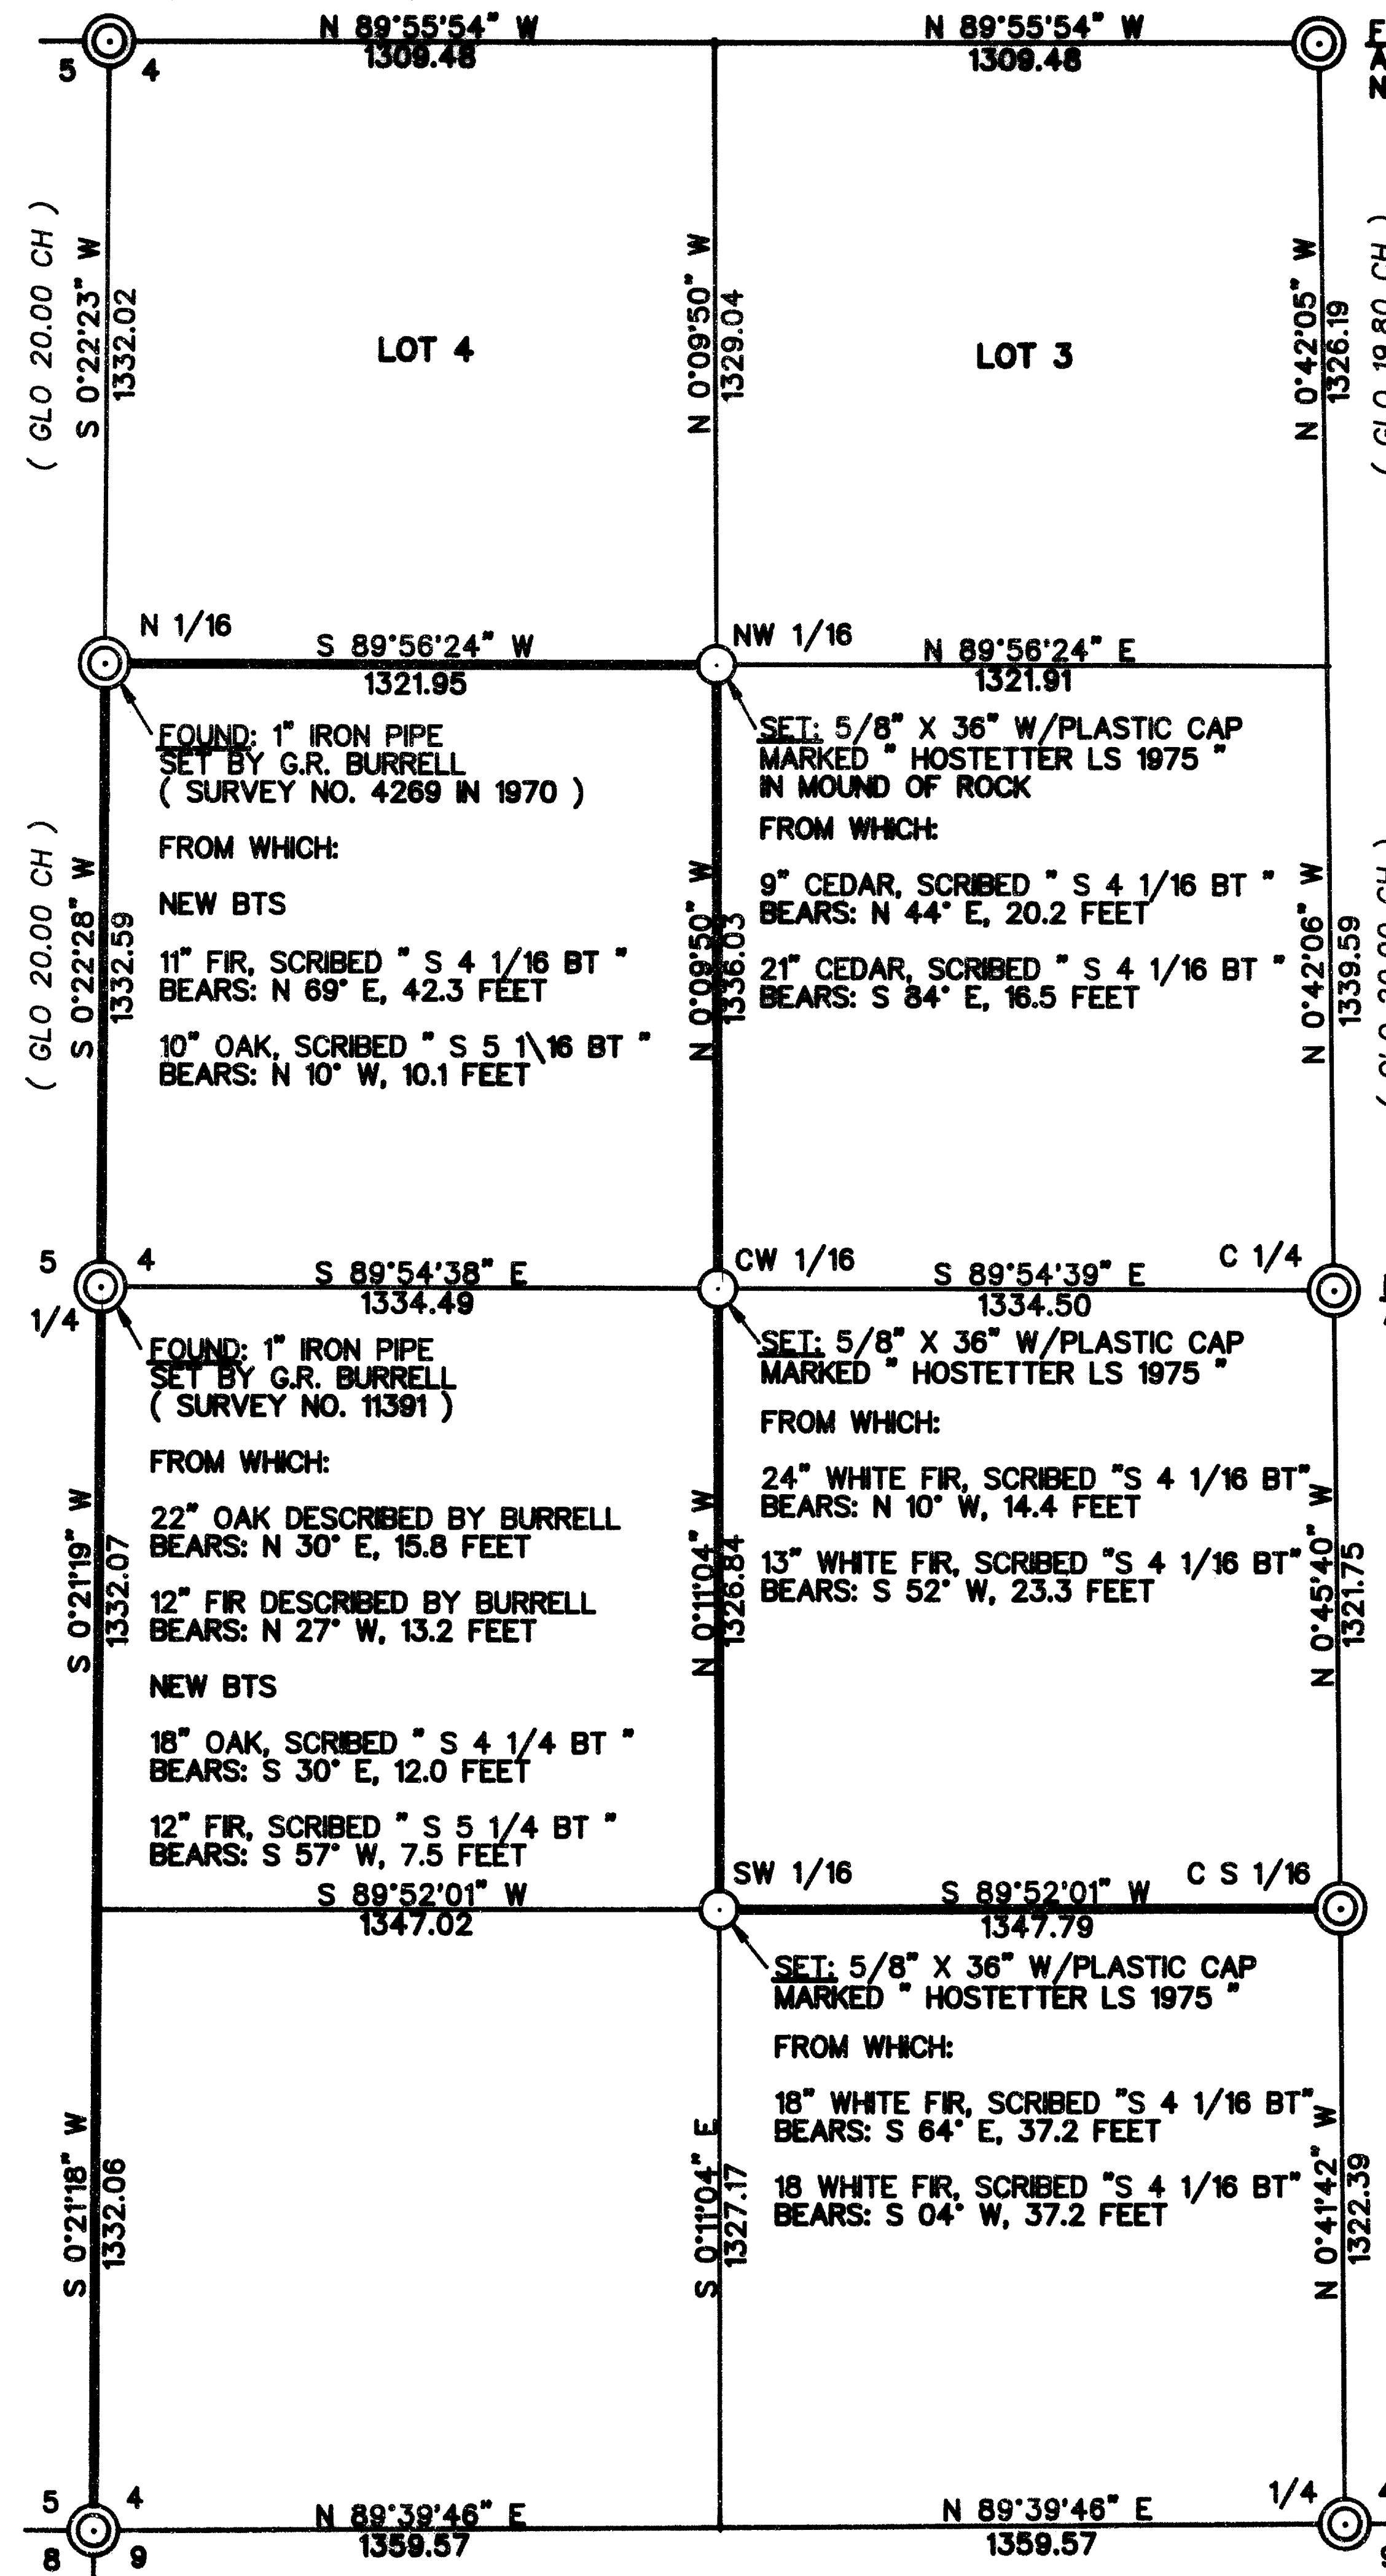 N 89°55'54" W
1309.48
N 89°55'54" W
1309.48
5 4
( GLO 20.00 CH )
S 0°22'23" W
1332.02
LOT 4
N 0°09'50" W
1329.04
LOT 3
N 0°42'05" W
1326.19
( GLO 19.80 CH )
N 1/16
S 89°56'24" W
1321.95
NW 1/16
N 89°56'24" E
1321.91
FOUND: 1" IRON PIPE
SET BY G.R. BURRELL
( SURVEY NO. 4269 IN 1970 )
FROM WHICH:
NEW BTS
11" FIR, SCRIBED " S 4 1/16 BT "
BEARS: N 69° E, 42.3 FEET
10" OAK, SCRIBED " S 5 1\16 BT "
BEARS: N 10° W, 10.1 FEET
( GLO 20.00 CH )
S 0°22'28" W
1332.59
SET: 5/8" X 36" W/PLASTIC CAP
MARKED " HOSTETTER LS 1975 "
IN MOUND OF ROCK
FROM WHICH:
9" CEDAR, SCRIBED " S 4 1/16 BT "
BEARS: N 44° E, 20.2 FEET
21" CEDAR, SCRIBED " S 4 1/16 BT "
BEARS: S 84° E, 16.5 FEET
N 0°09'50" W
1336.03
N 0°42'06" W
1339.59
5 4
1/4
S 89°54'38" E
1334.49
CW 1/16
S 89°54'39" E
1334.50
C 1/4
FOUND: 1" IRON PIPE
SET BY G.R. BURRELL
( SURVEY NO. 11391 )
FROM WHICH:
22" OAK DESCRIBED BY BURRELL
BEARS: N 30° E, 15.8 FEET
12" FIR DESCRIBED BY BURRELL
BEARS: N 27° W, 13.2 FEET
NEW BTS
18" OAK, SCRIBED " S 4 1/4 BT "
BEARS: S 30° E, 12.0 FEET
12" FIR, SCRIBED " S 5 1/4 BT "
BEARS: S 57° W, 7.5 FEET
S 0°21'19" W
1332.07
SET: 5/8" X 36" W/PLASTIC CAP
MARKED " HOSTETTER LS 1975 "
FROM WHICH:
24" WHITE FIR, SCRIBED "S 4 1/16 BT"
BEARS: N 10° W, 14.4 FEET
13" WHITE FIR, SCRIBED "S 4 1/16 BT"
BEARS: S 52° W, 23.3 FEET
N 0°11'04" W
1326.84
N 0°45'40" W
1321.75
S 89°52'01" W
1347.02
SW 1/16
S 89°52'01" W
1347.79
C S 1/16
SET: 5/8" X 36" W/PLASTIC CAP
MARKED " HOSTETTER LS 1975 "
FROM WHICH:
18" WHITE FIR, SCRIBED "S 4 1/16 BT"
BEARS: S 64° E, 37.2 FEET
18 WHITE FIR, SCRIBED "S 4 1/16 BT"
BEARS: S 04° W, 37.2 FEET
S 0°21'18" W
1332.06
S 0°11'04" E
1327.17
N 0°41'42" W
1322.39
5 4
8 9
N 89°39'46" E
1359.57
N 89°39'46" E
1359.57
1/4